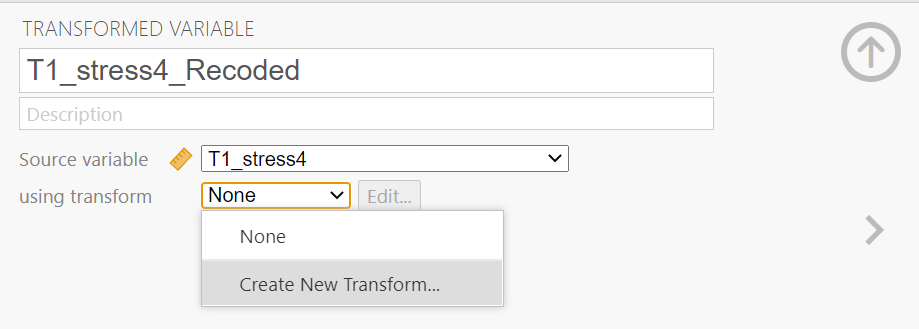 TRANSFORMED VARIABLE
T1_stress4_Recoded
Description
Source variable T1_stress4
using transform None Edit...
None
Create New Transform...